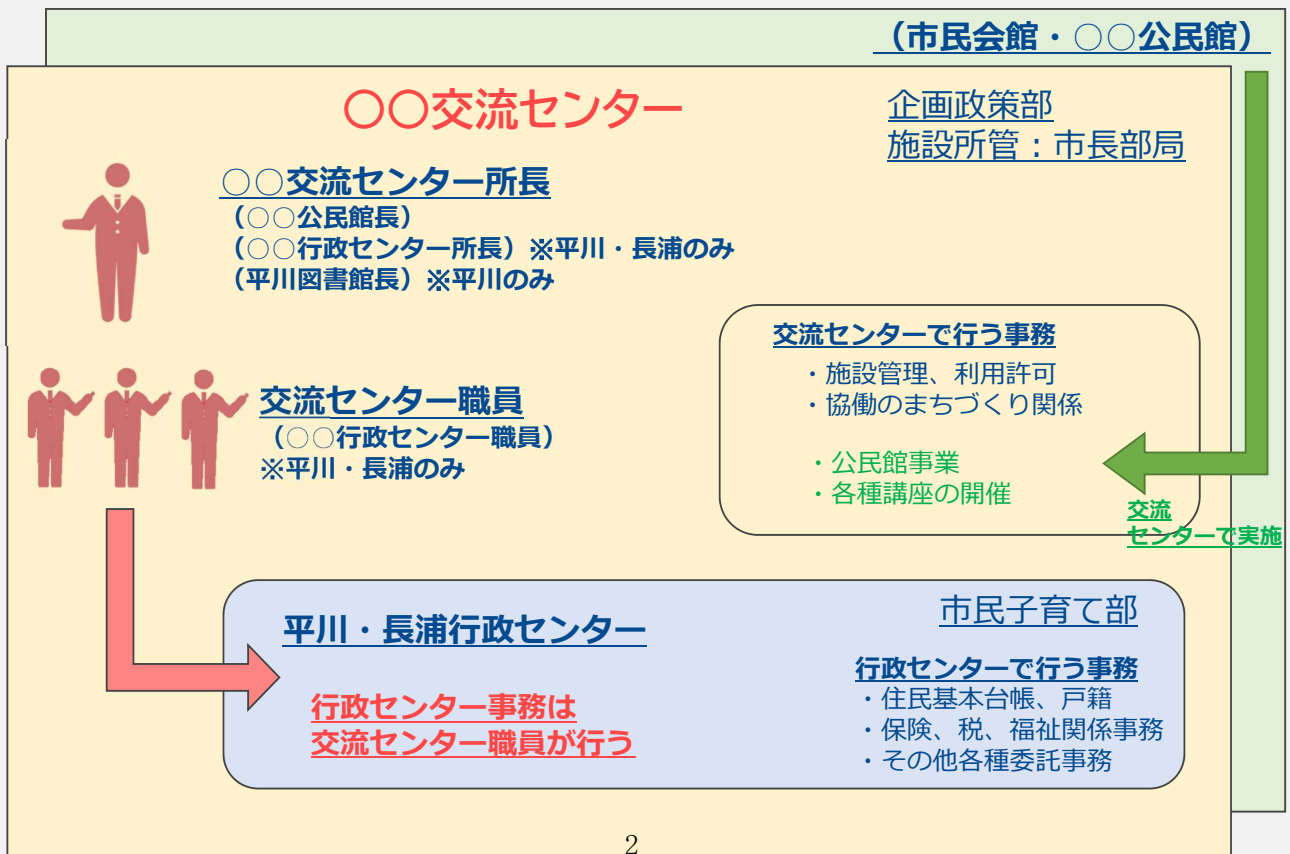 （市民会館・○○公民館）
○○交流センター
企画政策部
施設所管：市長部局
○○交流センター所長
（○○公民館長）
（○○行政センター所長）※平川・長浦のみ
（平川図書館長）※平川のみ
交流センターで行う事務
・施設管理、利用許可
・協働のまちづくり関係
・公民館事業
・各種講座の開催
交流センター職員
（○○行政センター職員）
※平川・長浦のみ
交流
センターで実施
平川・長浦行政センター
市民子育て部
行政センター事務は
交流センター職員が行う
行政センターで行う事務
・住民基本台帳、戸籍
・保険、税、福祉関係事務
・その他各種委託事務
2